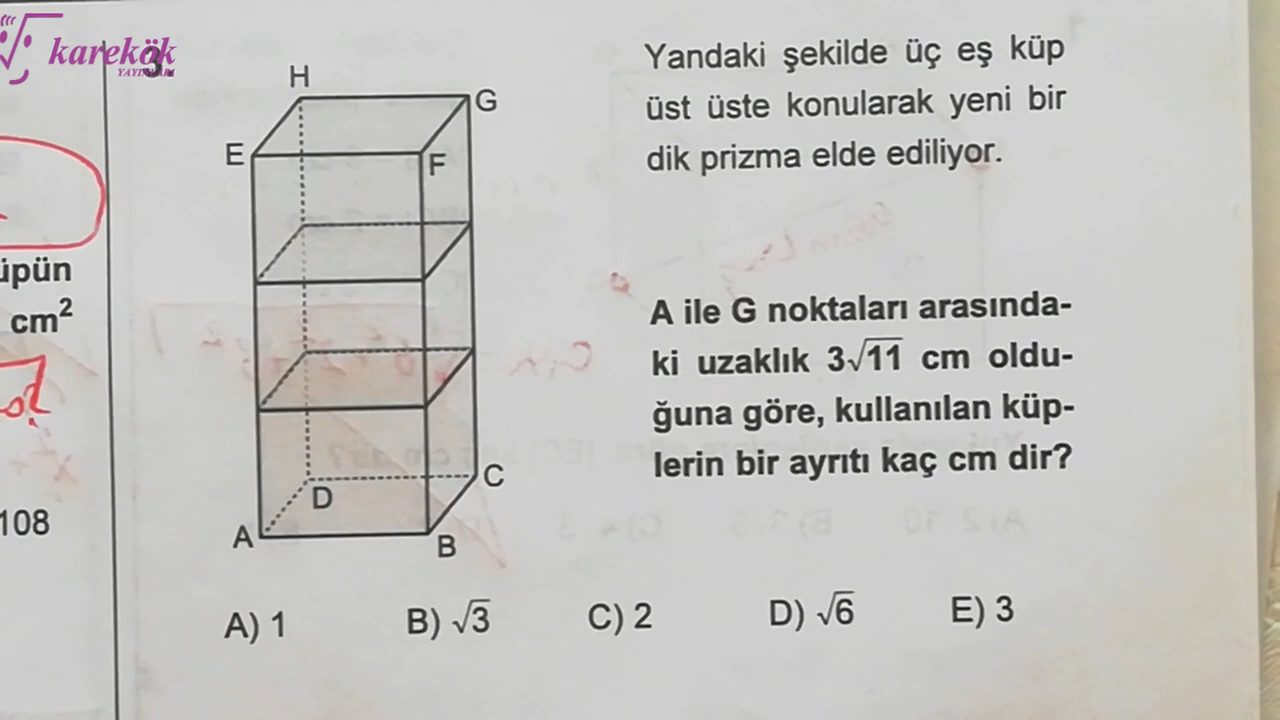 karekök
YAYINLARI
3.
Yandaki şekilde üç eş küp
üst üste konularak yeni bir
dik prizma elde ediliyor.
A ile G noktaları arasında-
ki uzaklık 3√11 cm oldu-
ğuna göre, kullanılan küp-
lerin bir ayrıtı kaç cm dir?
H
G
E
F
D
C
A
B
A) 1 B) √3 C) 2 D) √6 E) 3
üpün
cm²
108